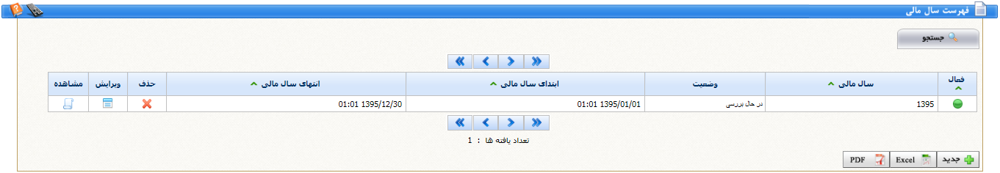 فهرست سال مالی
جستجو
فعال سال مالی وضعیت ابتدای سال مالی انتهای سال مالی حذف ویرایش مشاهده
1395 در حال بررسی 1395/01/01 01:01 1395/12/30 01:01
تعداد یافته ها : 1
جدید Excel PDF